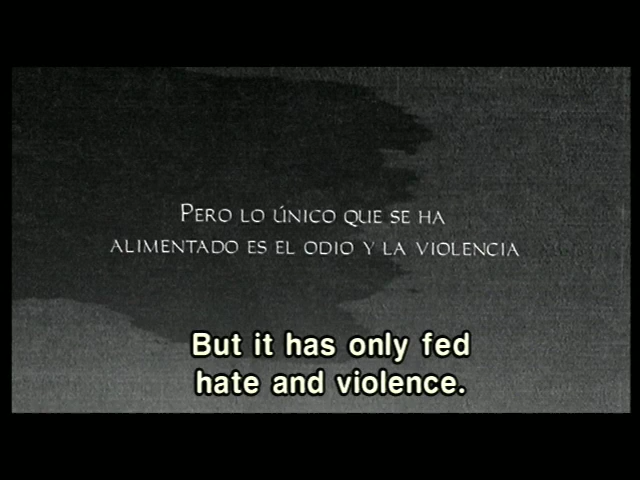 Pero lo único que se ha
alimentado es el odio y la violencia
But it has only fed
hate and violence.